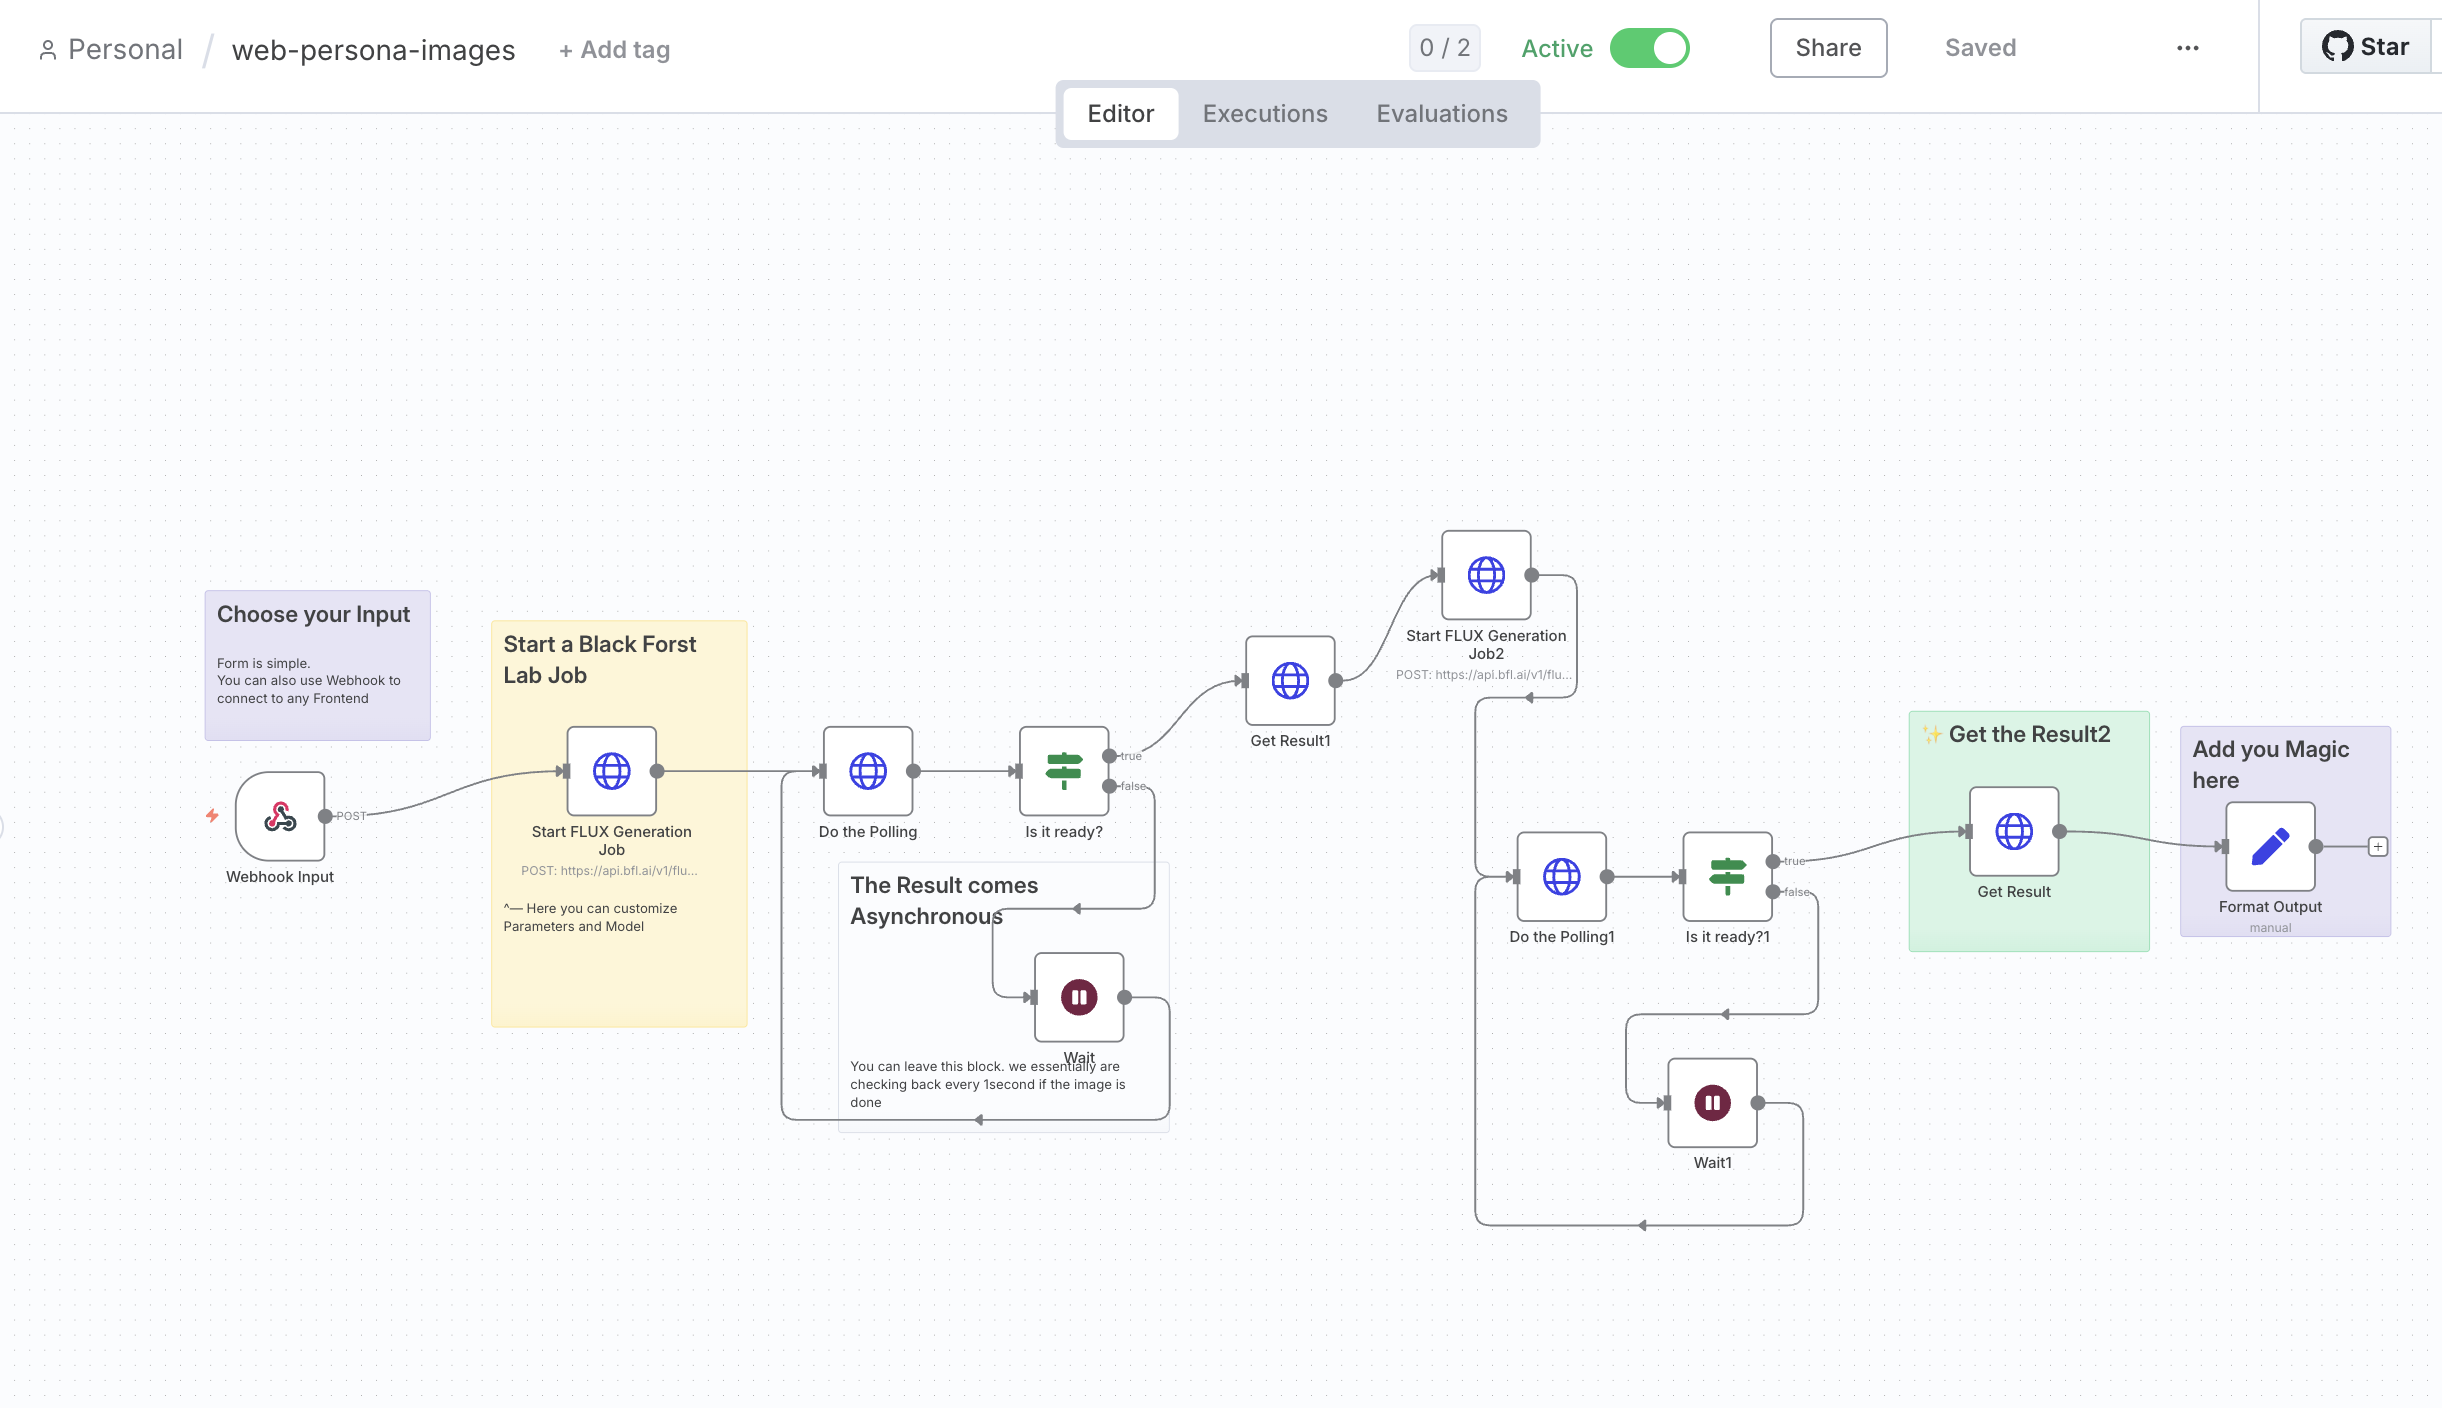 Personal / web-persona-images + Add tag 0 / 2 Active Share Saved ... Star
Editor Executions Evaluations
Choose your Input
Form is simple.
You can also use Webhook to
connect to any Frontend
POST
Webhook Input
Start a Black Forst
Lab Job
Start FLUX Generation
Job
POST: https://api.bfl.ai/v1/flu...
^— Here you can customize
Parameters and Model
Do the Polling
true
false
Is it ready?
The Result comes
Asynchronous
Wait
You can leave this block. we essentially are
checking back every 1second if the image is
done
Get Result1
Start FLUX Generation
Job2
POST: https://api.bfl.ai/v1/flu...
Do the Polling1
true
false
Is it ready?1
Wait1
✨ Get the Result2
Get Result
Add you Magic
here
Format Output
manual